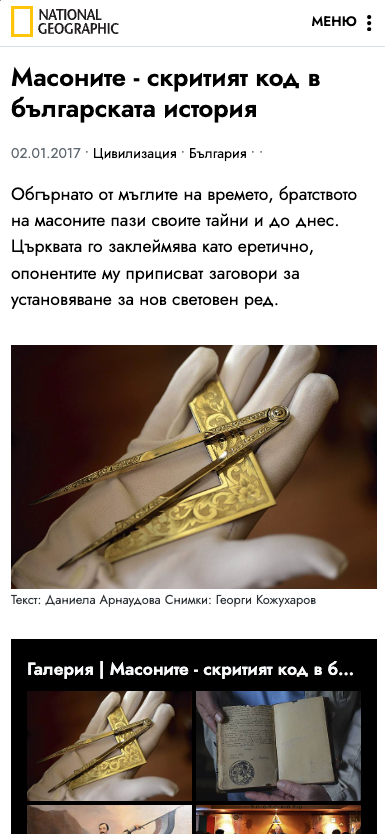 NATIONAL
GEOGRAPHIC
МЕНЮ
Масоните - скритият код в
българската история
02.01.2017 · Цивилизация · България · ·
Обгърнато от мъглите на времето, братството
на масоните пази своите тайни и до днес.
Църквата го заклеймява като еретично,
опонентите му приписват заговори за
установяване за нов световен ред.
Текст: Даниела Арнаудова Снимки: Георги Кожухаров
Галерия | Масоните - скритият код в б...